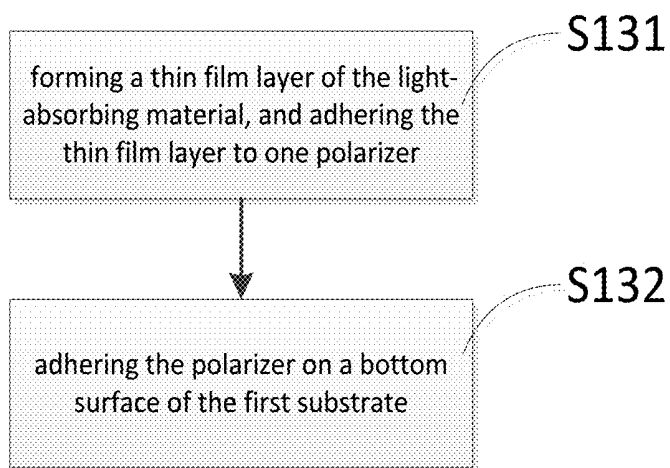 S131
forming a thin film layer of the light-
absorbing material, and adhering the
thin film layer to one polarizer
S132
adhering the polarizer on a bottom
surface of the first substrate